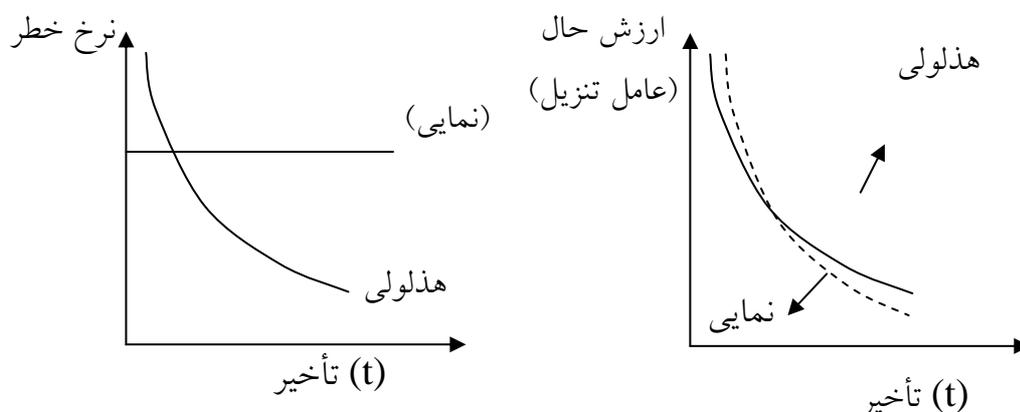 ارزش حال
(عامل تنزیل)
هذلولی
نمایی
(t) تأخیر
نرخ خطر
(نمایی)
هذلولی
(t) تأخیر